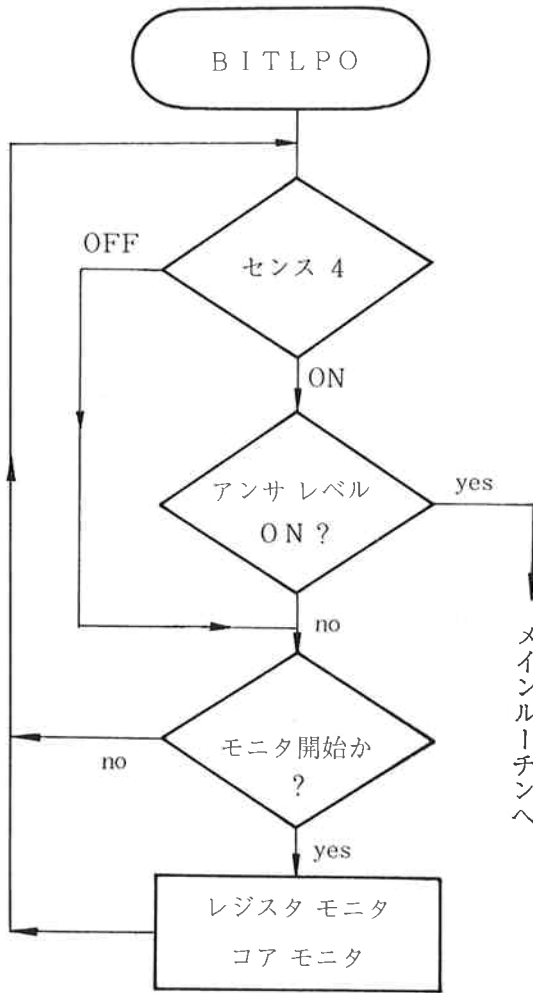 BITLPO
OFF
センス 4
ON
アンサ レベル
ON?
yes
no
メインルーチンへ
モニタ開始か
?
no
yes
レジスタ モニタ
コア モニタ